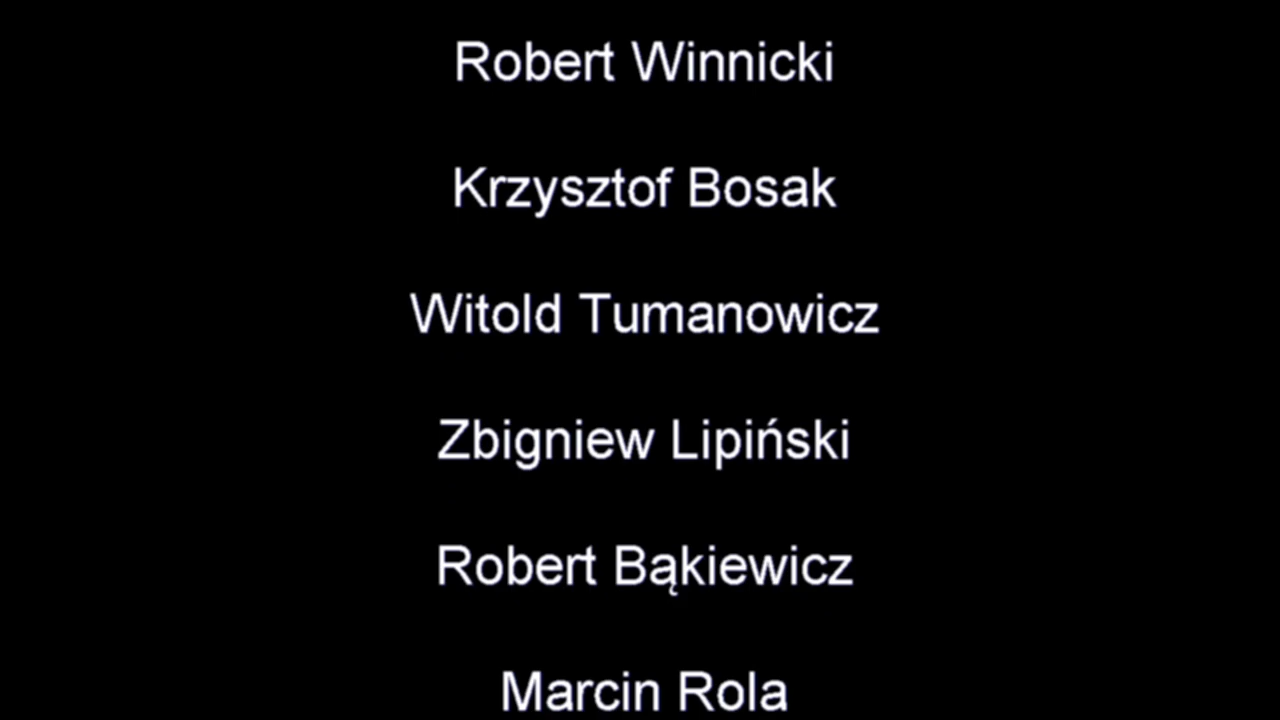 Robert Winnicki
Krzysztof Bosak
Witold Tumanowicz
Zbigniew Lipiński
Robert Bąkiewicz
Marcin Rola